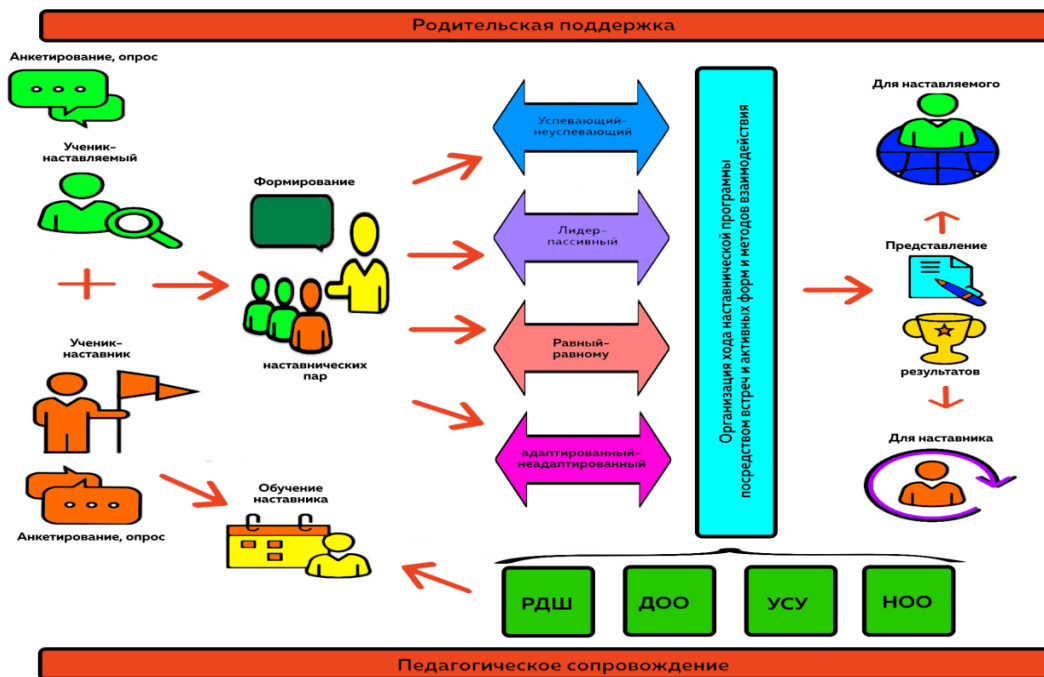 Родительская поддержка
Анкетирование, опрос
Ученик-
наставляемый
Ученик-
наставник
Анкетирование, опрос
Формирование
наставнических
пар
Обучение
наставника
Успевающий-
неуспевающий
Лидер-
пассивный
Равный-
равному
адаптированный-
неадаптированный
Организация хода наставнической программы
посредством встреч и активных форм и методов взаимодействия
РДШ
ДОО
УСУ
НОО
Для наставляемого
Представление
результатов
Для наставника
Педагогическое сопровождение